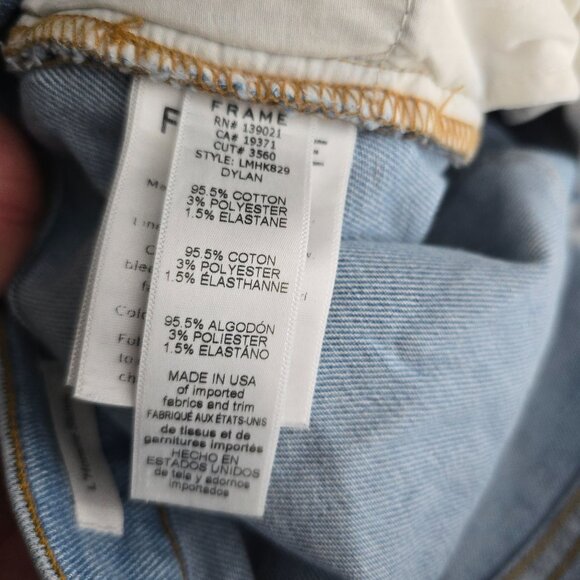 FRAME
RN# 139021
CA# 19371
CUT# 3560
STYLE: LMHK829
DYLAN
95.5% COTTON
3% POLYESTER
1.5% ELASTANE
95.5% COTON
3% POLYESTER
1.5% ÉLASTHANNE
95.5% ALGODÓN
3% POLIESTER
1.5% ELASTÁNO
MADE IN USA
of imported
fabrics and trim
FABRIQUÉ AUX ÉTATS-UNIS
de tissus et de
garnitures importés
HECHO EN
ESTADOS UNIDOS
de tela y adornos
importados